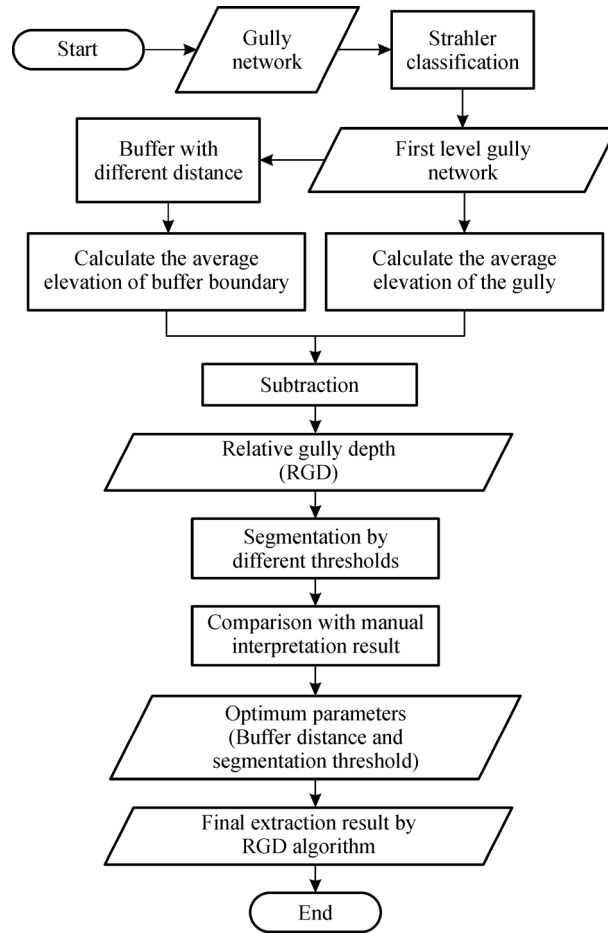 Start
Gully
network
Strahler
classification
Buffer with
different distance
First level gully
network
Calculate the average
elevation of buffer boundary
Calculate the average
elevation of the gully
Subtraction
Relative gully depth
(RGD)
Segmentation by
different thresholds
Comparison with manual
interpretation result
Optimum parameters
(Buffer distance and
segmentation threshold)
Final extraction result by
RGD algorithm
End